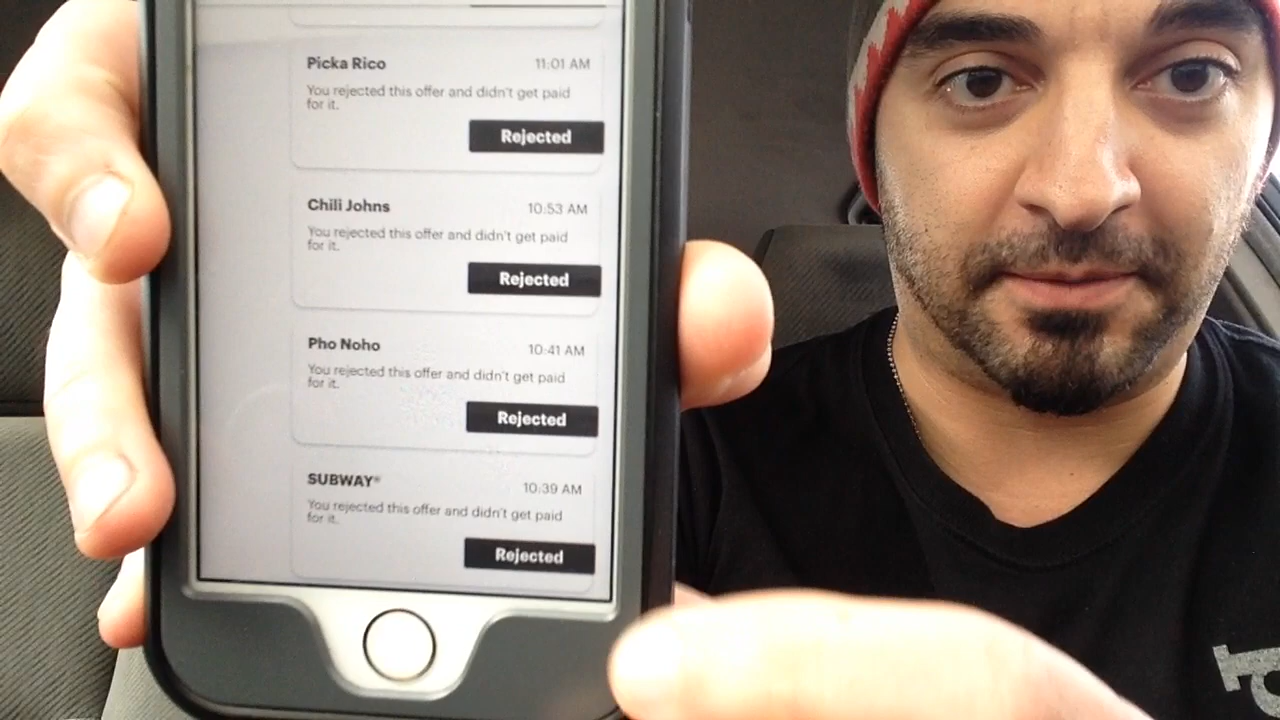 Picka Rico 11:01 AM
You rejected this offer and didn't get paid
for it.
Rejected
Chili Johns 10:53 AM
You rejected this offer and didn't get paid
for it.
Rejected
Pho Noho 10:41 AM
You rejected this offer and didn't get paid
for it.
Rejected
SUBWAY® 10:39 AM
You rejected this offer and didn't get paid
for it.
Rejected